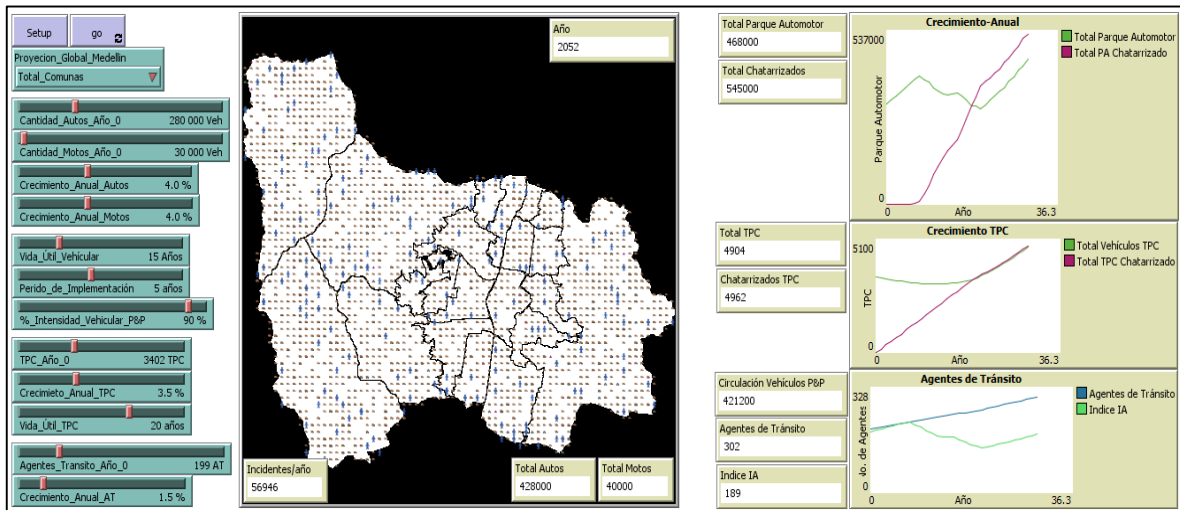 Setup
go
Proyecion_Global_Medellin
Total_Comunas
Cantidad_Autos_Año_0 280 000 Veh
Cantidad_Motos_Año_0 30 000 Veh
Crecimiento_Anual_Autos 4.0 %
Crecimiento_Anual_Motos 4.0 %
Vida_Útil_Vehicular 15 Años
Perido_de_Implementación 5 años
%_Intensidad_Vehicular_P&P 90 %
TPC_Año_0 3402 TPC
Crecimieto_Anual_TPC 3.5 %
Vida_Útil_TPC 20 años
Agentes_Transito_Año_0 199 AT
Crecimiento_Anual_AT 1.5 %
Año
2052
Incidentes/año
56946
Total Autos
428000
Total Motos
40000
Total Parque Automotor
468000
Total Chatarrizados
545000
Crecimiento-Anual
537000
Parque Automotor
0
0
Año
36.3
Total Parque Automotor
Total PA Chatarrizado
Total TPC
4904
Chatarrizados TPC
4962
Crecimiento TPC
5100
TPC
0
0
Año
36.3
Total Vehículos TPC
Total TPC Chatarrizado
Circulación Vehículos P&P
421200
Agentes de Tránsito
302
Indice IA
189
Agentes de Tránsito
328
No. de Agentes
0
0
Año
36.3
Agentes de Tránsito
Indice IA